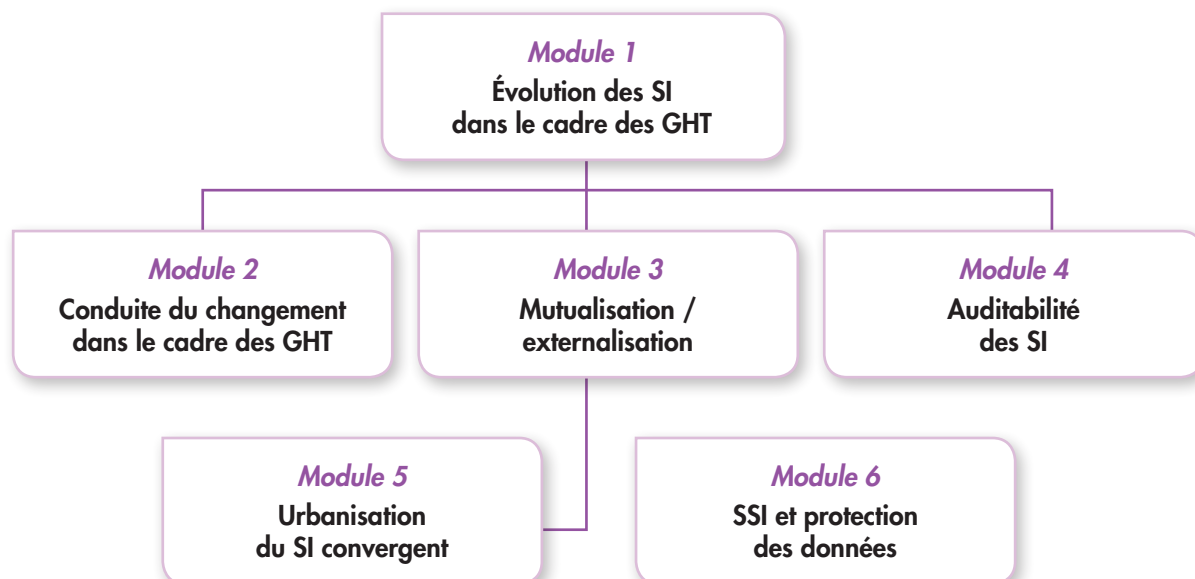 Module 1
Évolution des SI
dans le cadre des GHT
Module 2
Conduite du changement
dans le cadre des GHT
Module 3
Mutualisation /
externalisation
Module 4
Auditabilité
des SI
Module 5
Urbanisation
du SI convergent
Module 6
SSI et protection
des données